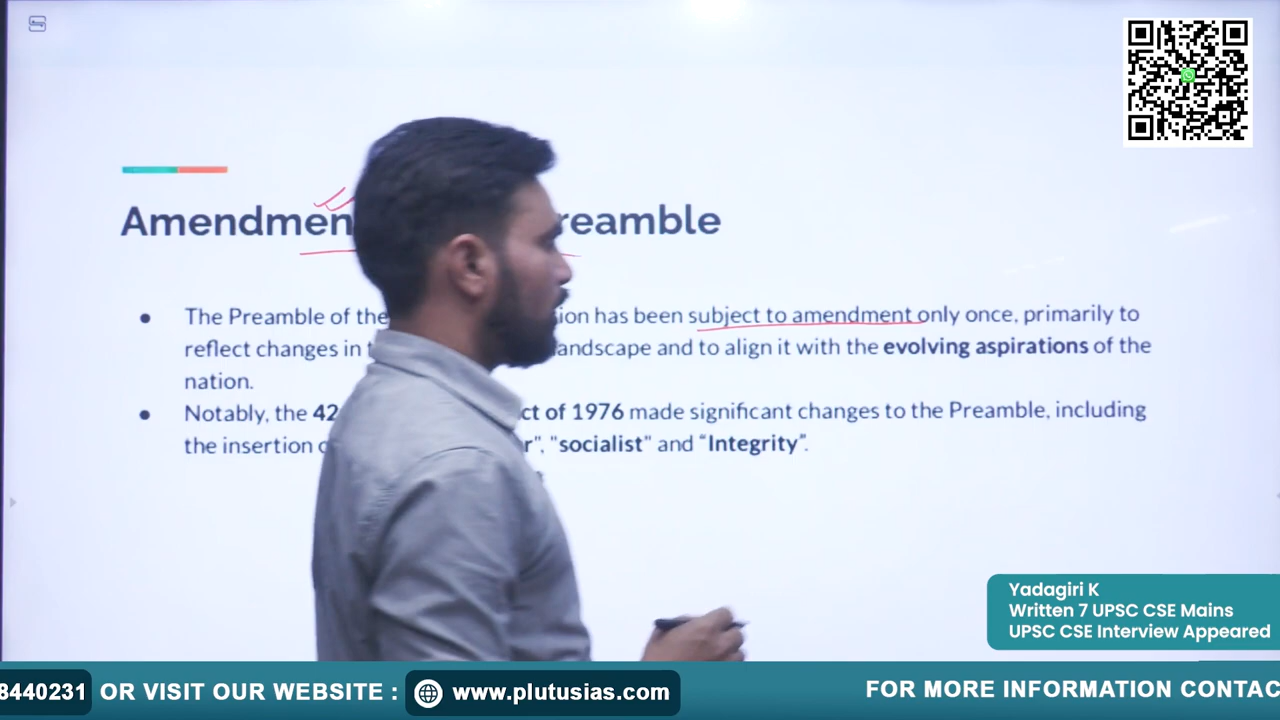 Amendmen reamble
The Preamble of the ion has been subject to amendment only once, primarily to
reflect changes in andscape and to align it with the evolving aspirations of the
nation.
Notably, the 42 ct of 1976 made significant changes to the Preamble, including
the insertion r", "socialist" and “Integrity”.
Yadagiri K
Written 7 UPSC CSE Mains
UPSC CSE Interview Appeared
8440231 OR VISIT OUR WEBSITE : www.plutusias.com FOR MORE INFORMATION CONTAC